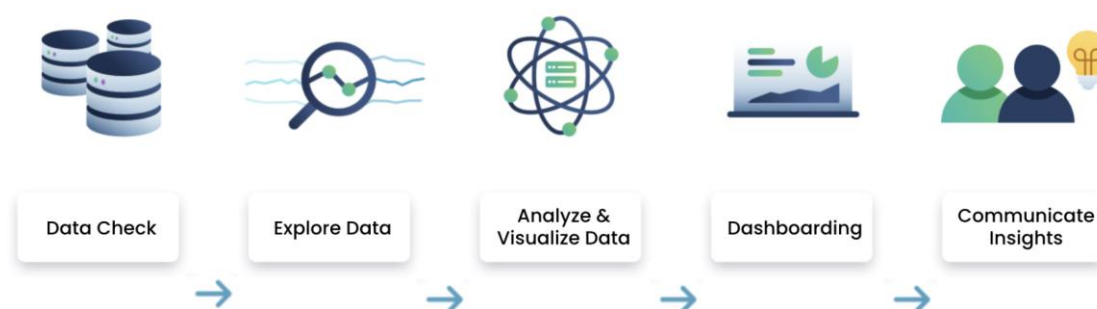 Data Check
Explore Data
Analyze &
Visualize Data
Dashboarding
Communicate
Insights